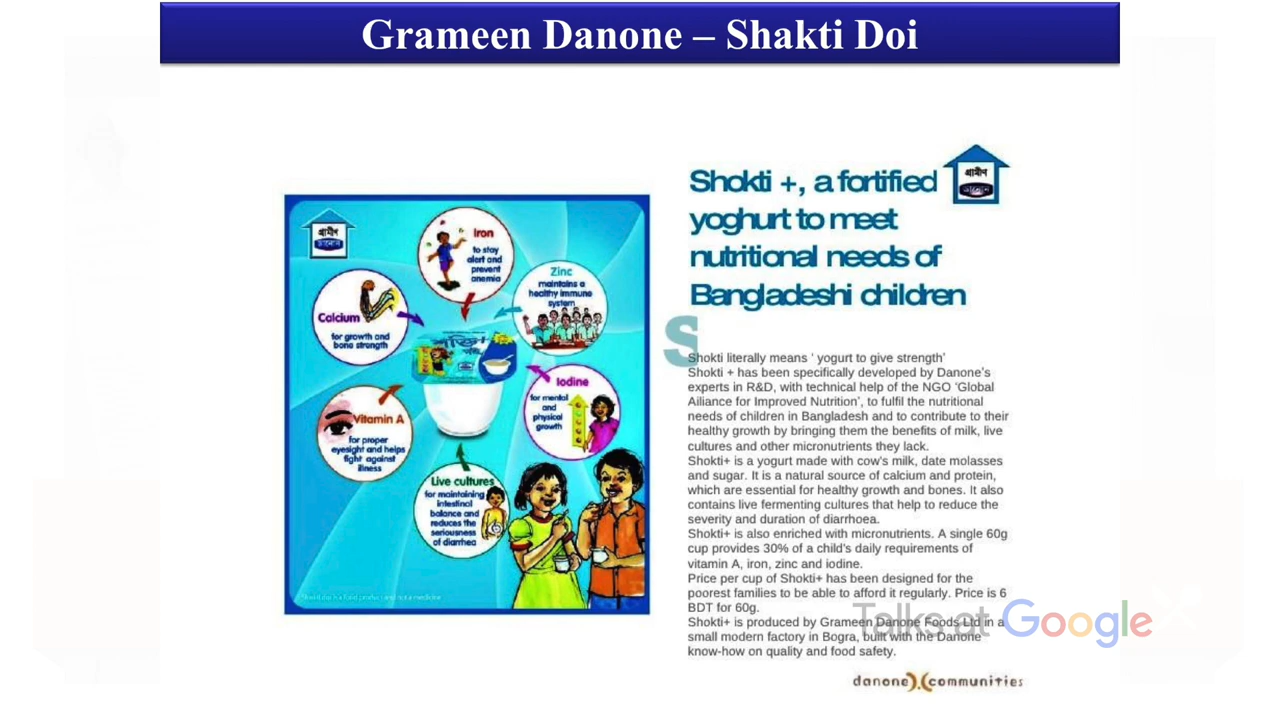 Grameen Danone – Shakti Doi
গ্রামীণ
Iron
to stay
alert and
prevent
anemia
Zinc
maintains a
healthy immune
system
Calcium
for growth and
bone strength
Iodine
for mental
and
physical
growth
Vitamin A
for proper
eyesight and helps
fight against
illness
Live cultures
for maintaining
intestinal
balance and
reduces the
seriousness
of diarrhea
Shokti +, a fortified
yoghurt to meet
nutritional needs of
Bangladeshi children
গ্রামীণ
S
Shokti literally means ‘ yogurt to give strength’
Shokti + has been specifically developed by Danone’s
experts in R&D, with technical help of the NGO ‘Global
Ailiance for Improved Nutrition’, to fulfil the nutritional
needs of children in Bangladesh and to contribute to their
healthy growth by bringing them the benefits of milk, live
cultures and other micronutrients they lack.
Shokti+ is a yogurt made with cow's milk, date molasses
and sugar. It is a natural source of calcium and protein,
which are essential for healthy growth and bones. It also
contains live fermenting cultures that help to reduce the
severity and duration of diarrhoea.
Shokti+ is also enriched with micronutrients. A single 60g
cup provides 30% of a child's daily requirements of
vitamin A, iron, zinc and iodine.
Price per cup of Shokti+ has been designed for the
poorest families to be able to afford it regularly. Price is 6
BDT for 60g.
Shokti+ is produced by Grameen Danone Foods Ltd in a
small modern factory in Bogra, built with the Danone
know-how on quality and food safety.
Talks at Google
danone communities